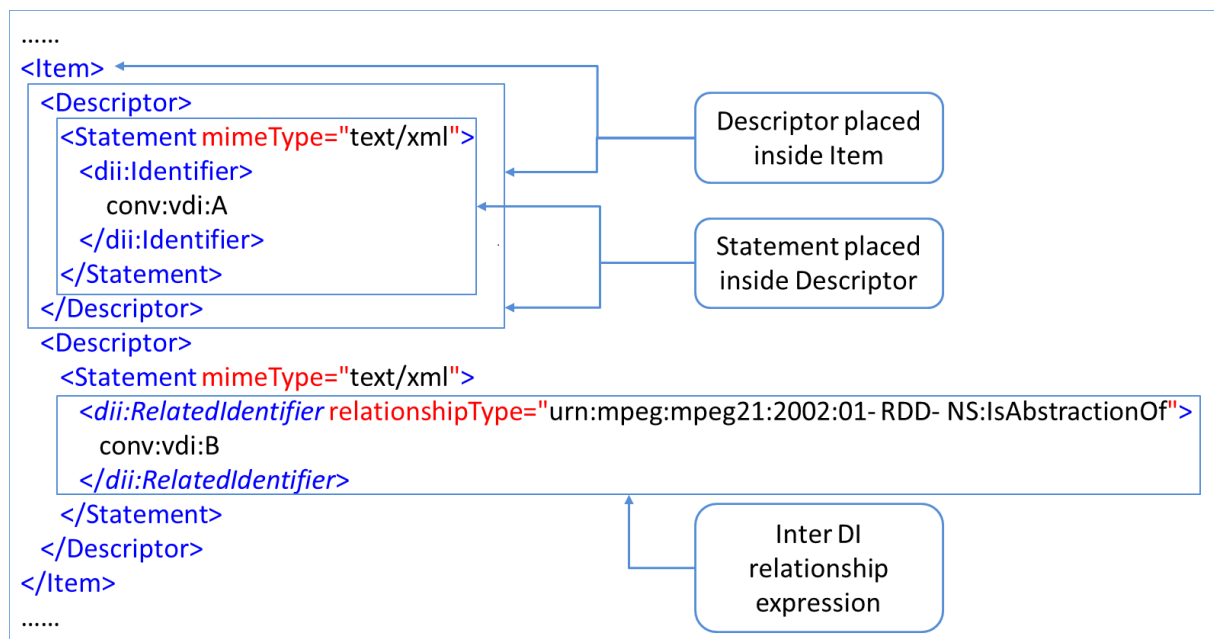 ......
<Item>
<Descriptor>
<Statement mimeType="text/xml">
<dii:Identifier>
conv:vdi:A
</dii:Identifier>
</Statement>
</Descriptor>
<Descriptor>
<Statement mimeType="text/xml">
<dii:RelatedIdentifier relationshipType="urn:mpeg:mpeg21:2002:01- RDD- NS:IsAbstractionOf">
conv:vdi:B
</dii:RelatedIdentifier>
</Statement>
</Descriptor>
</Item>
......
Descriptor placed
inside Item
Statement placed
inside Descriptor
Inter DI
relationship
expression